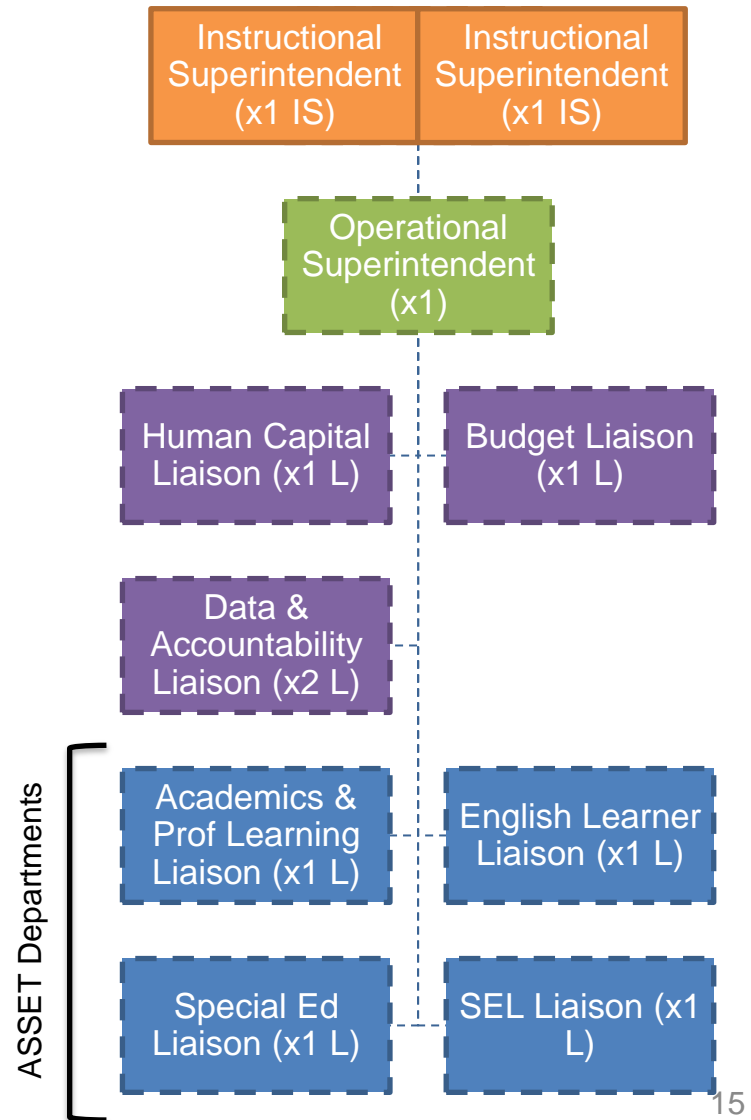 Instructional
Superintendent
(x1 IS)
Instructional
Superintendent
(x1 IS)
Operational
Superintendent
(x1)
Human Capital
Liaison (x1 L)
Budget Liaison
(x1 L)
Data &
Accountability
Liaison (x2 L)
ASSET Departments
Academics &
Prof Learning
Liaison (x1 L)
English Learner
Liaison (x1 L)
Special Ed
Liaison (x1 L)
SEL Liaison (x1
L)
15